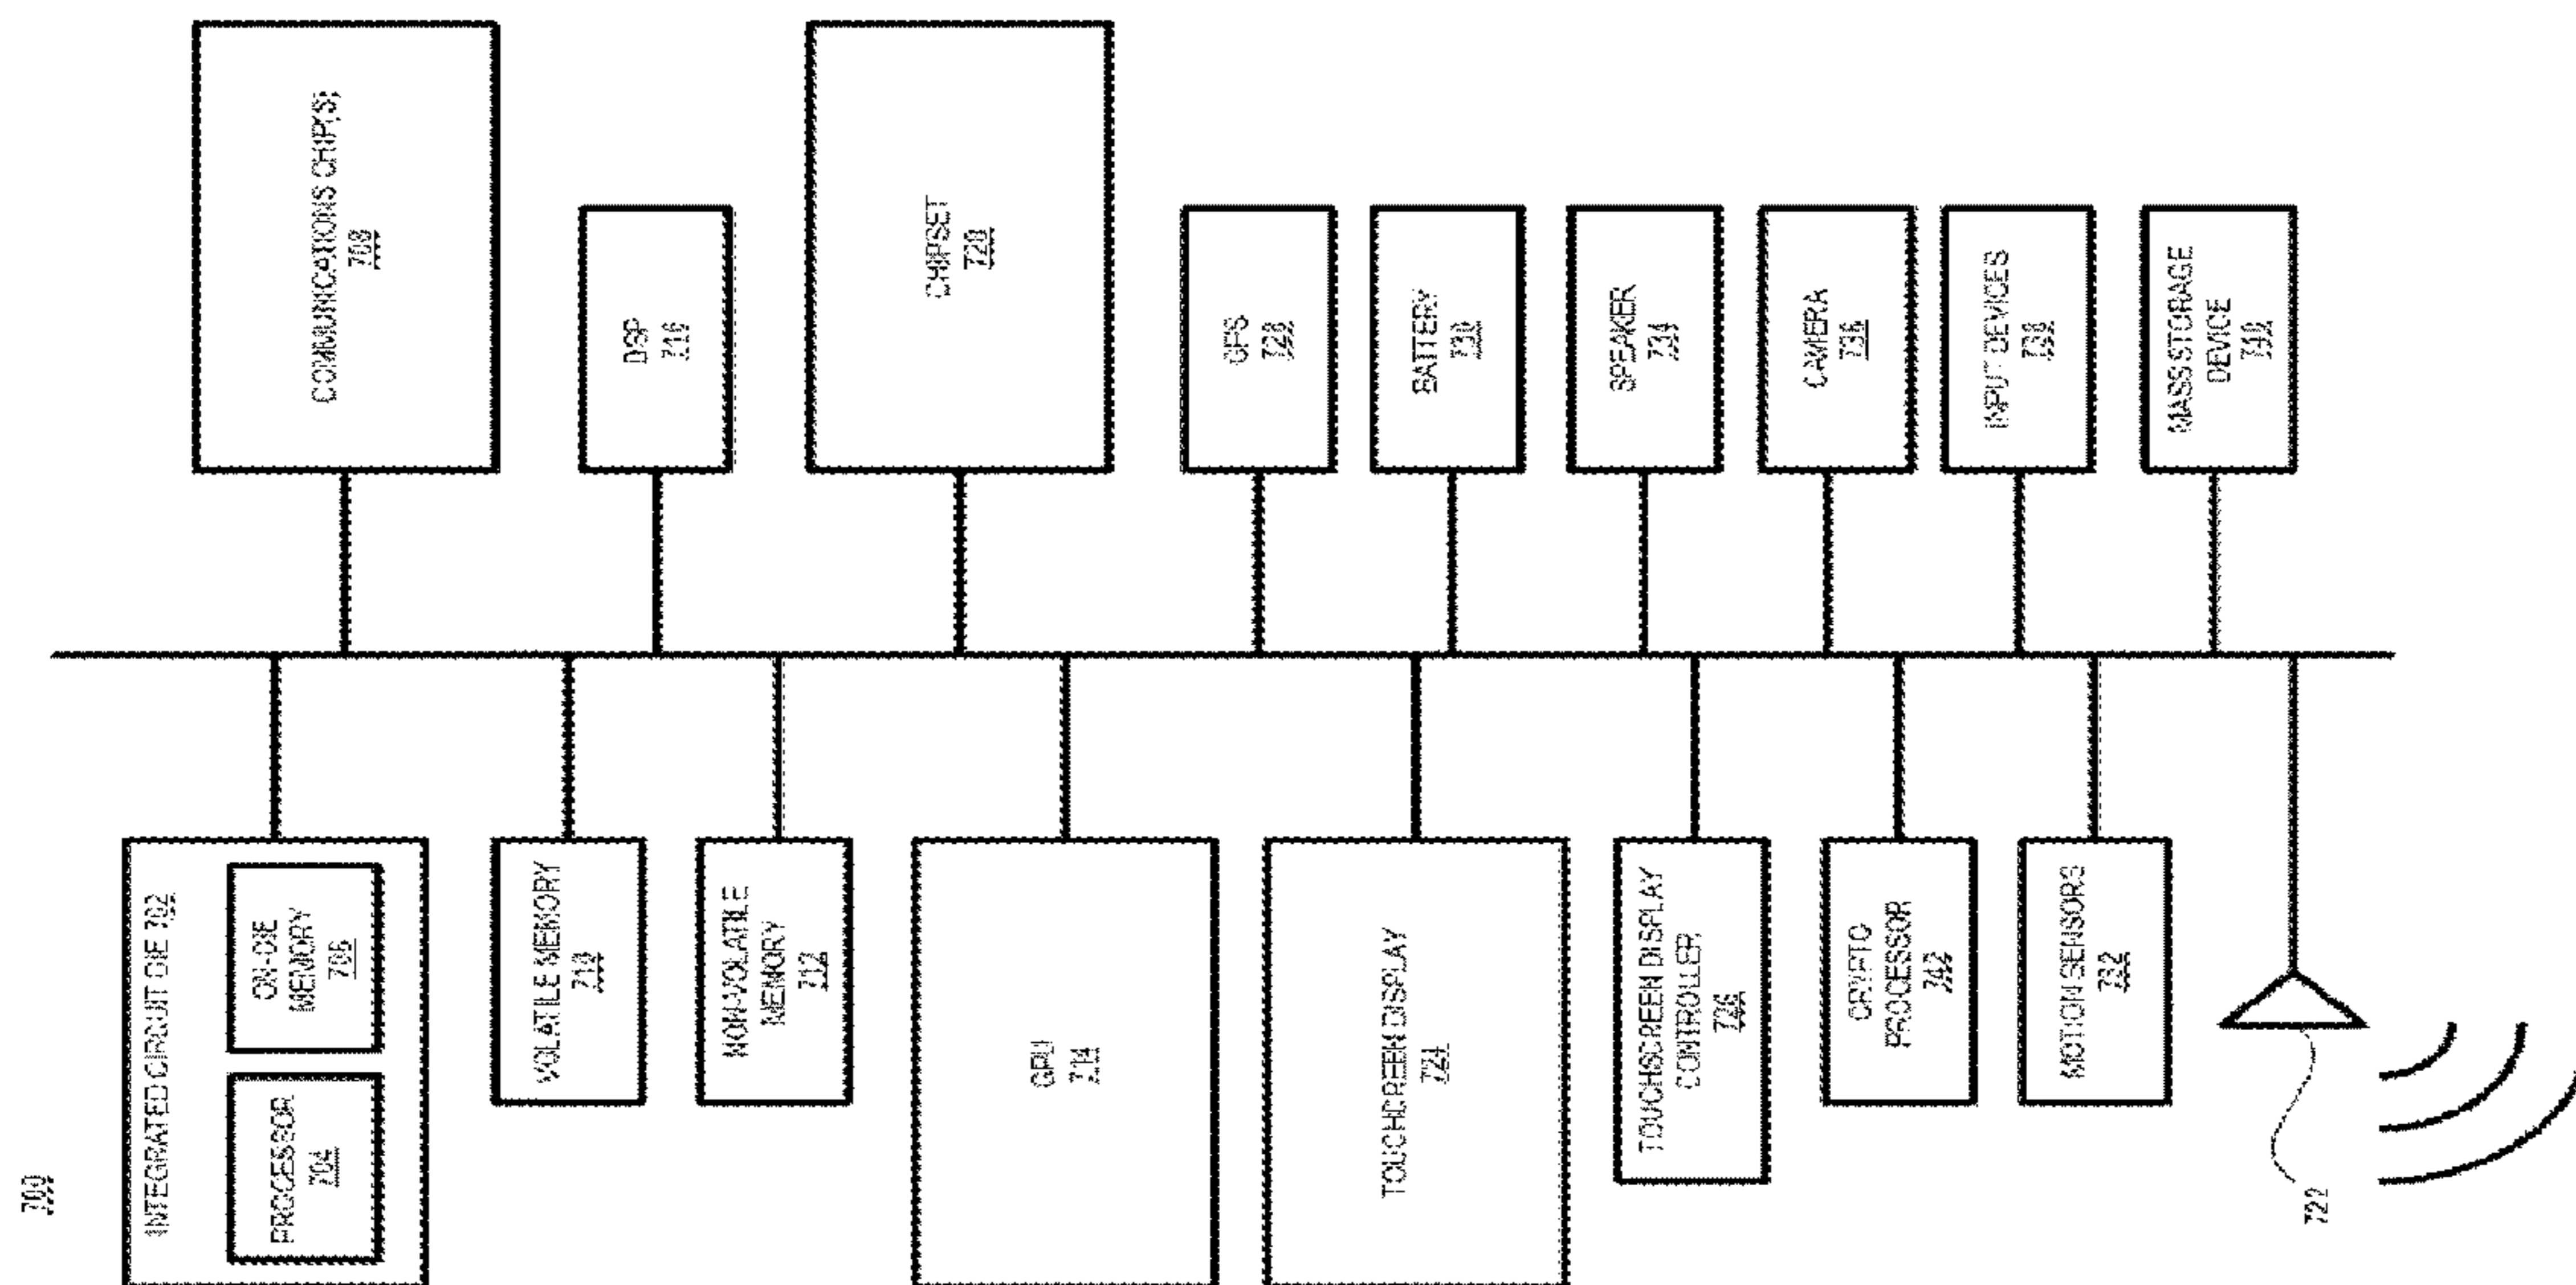 700
INTEGRATED CIRCUIT DIE 702
PROCESSOR
704
ON-DIE
MEMORY
706
VOLATILE MEMORY
710
NON-VOLATILE
MEMORY
712
GPU
714
TOUCHSCREEN DISPLAY
724
TOUCHSCREEN DISPLAY
CONTROLLER
726
CRYPTO
PROCESSOR
742
MOTION SENSORS
732
722
COMMUNICATIONS CHIP(S)
708
DSP
716
CHIPSET
720
GPS
728
BATTERY
730
SPEAKER
734
CAMERA
736
INPUT DEVICES
738
MASS STORAGE
DEVICE
740